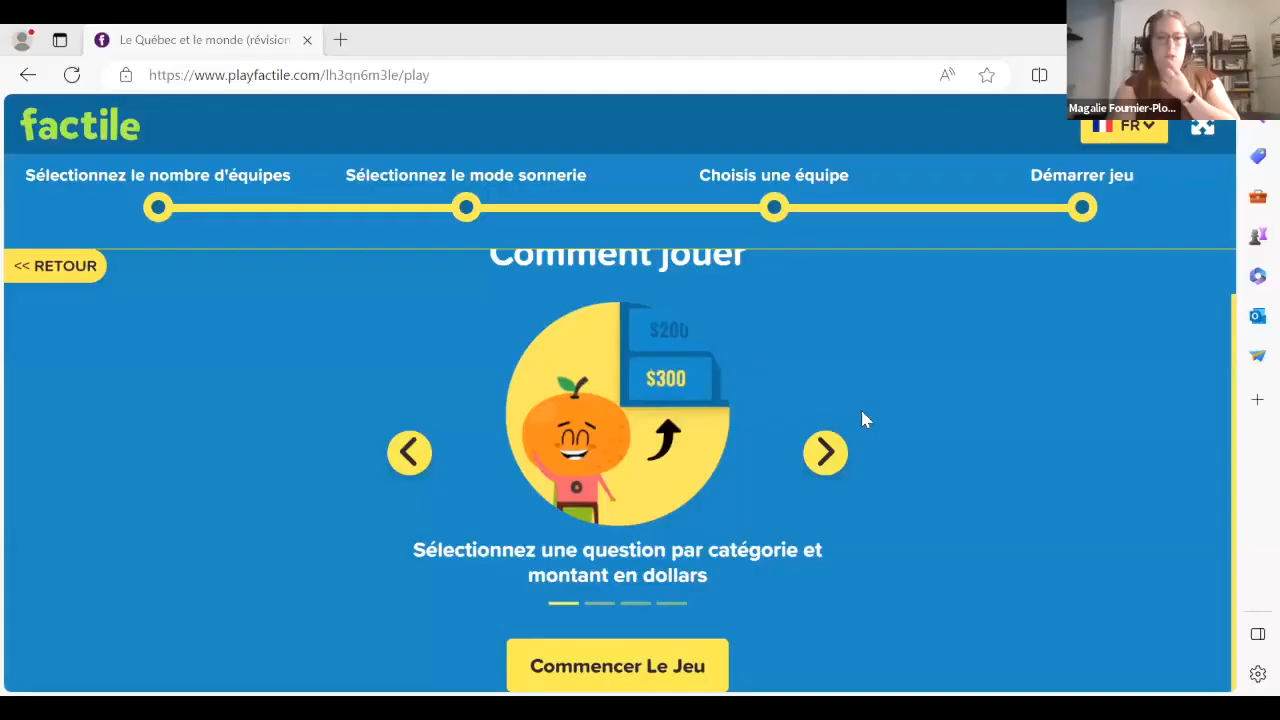 Le Québec et le monde (révision
https://www.playfactile.com/lh3qn6m3le/play
Magalie Fournier-Plo...
factile
FR
Sélectionnez le nombre d'équipes
Sélectionnez le mode sonnerie
Choisis une équipe
Démarrer jeu
<< RETOUR
Comment jouer
$200
$300
Sélectionnez une question par catégorie et
montant en dollars
Commencer Le Jeu